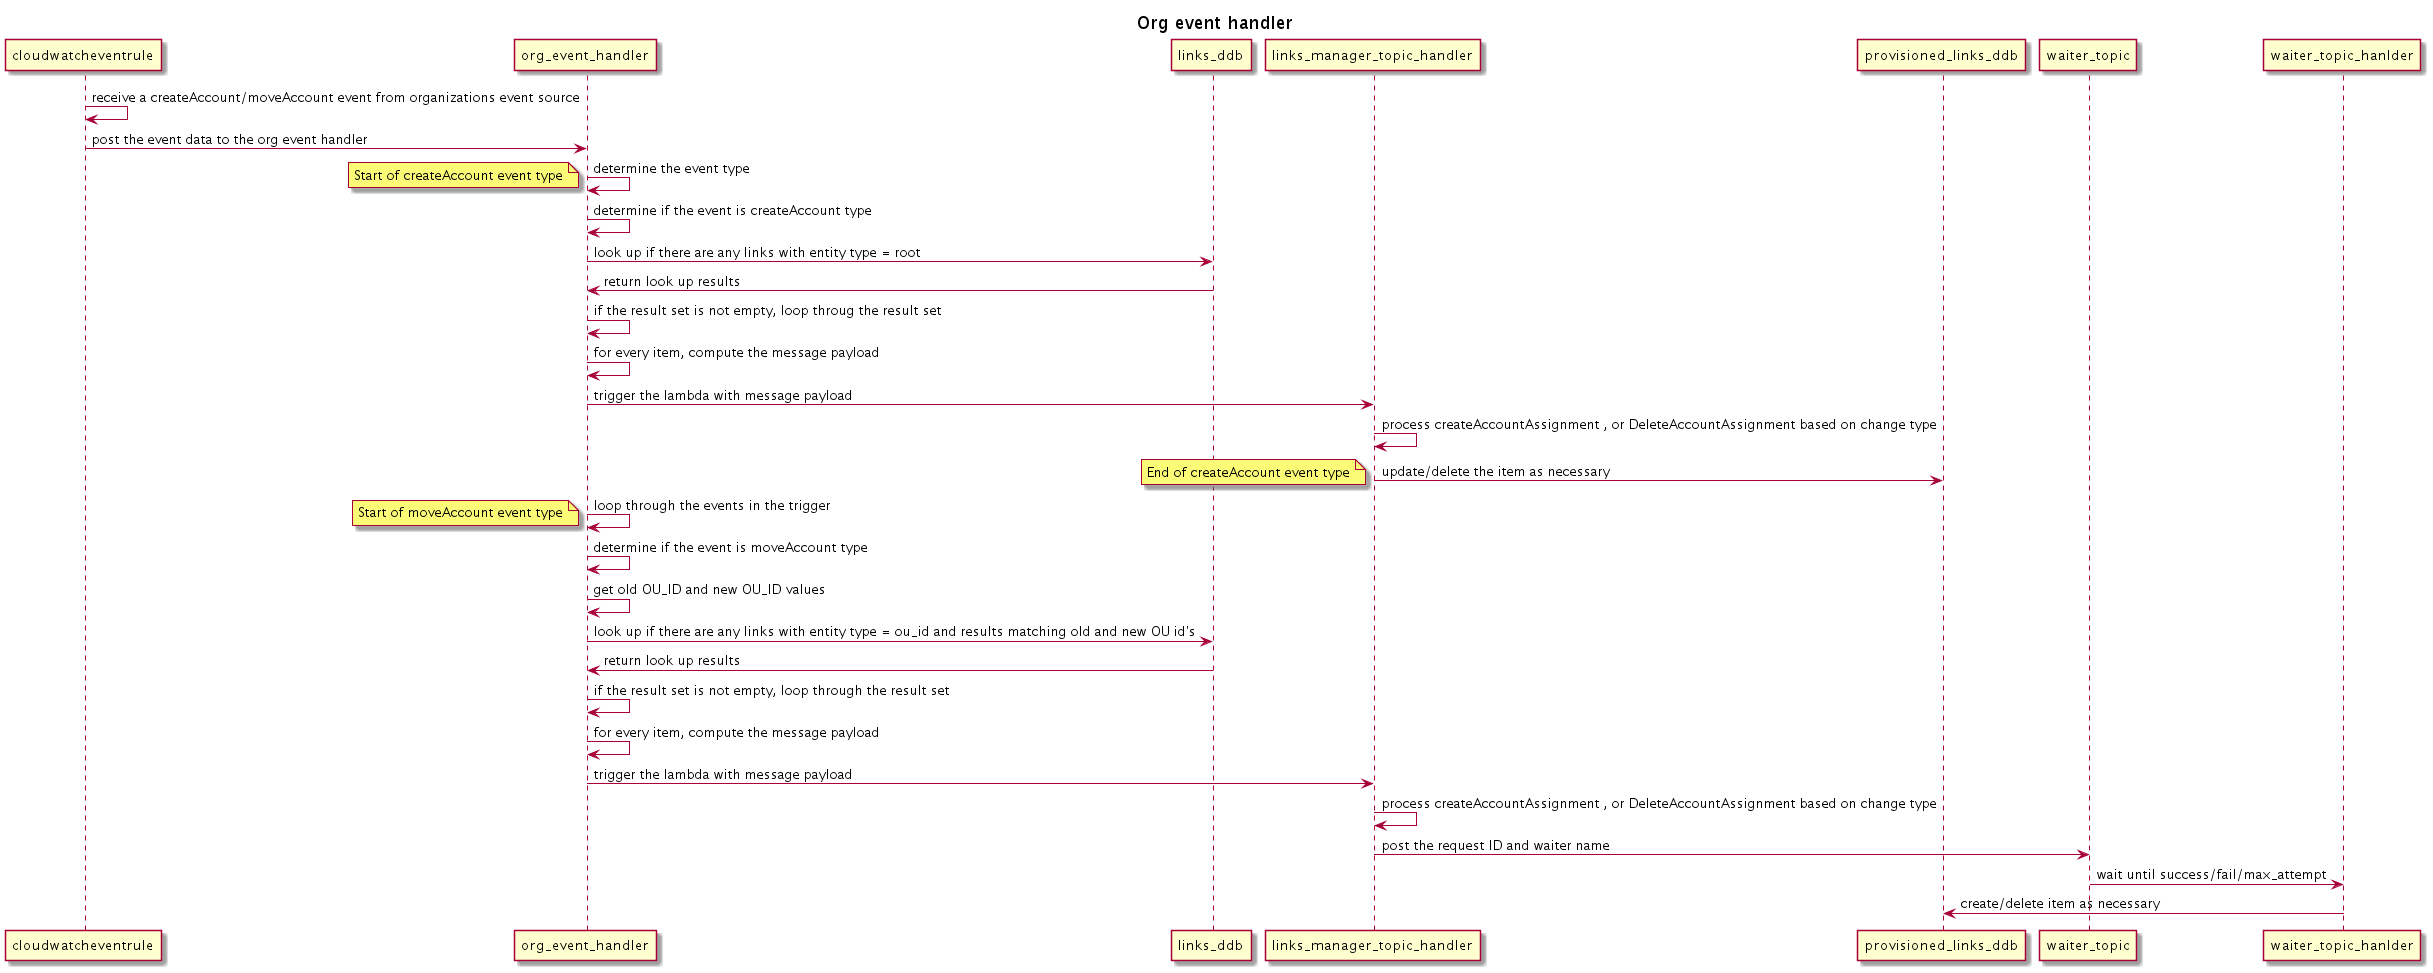 Org event handler
cloudwatcheventrule
org_event_handler
links_ddb
links_manager_topic_handler
provisioned_links_ddb
waiter_topic
waiter_topic_hanlder
receive a createAccount/moveAccount event from organizations event source
post the event data to the org event handler
Start of createAccount event type
determine the event type
determine if the event is createAccount type
look up if there are any links with entity type = root
return look up results
if the result set is not empty, loop throug the result set
for every item, compute the message payload
trigger the lambda with message payload
process createAccountAssignment , or DeleteAccountAssignment based on change type
End of createAccount event type
update/delete the item as necessary
Start of moveAccount event type
loop through the events in the trigger
determine if the event is moveAccount type
get old OU_ID and new OU_ID values
look up if there are any links with entity type = ou_id and results matching old and new OU id's
return look up results
if the result set is not empty, loop through the result set
for every item, compute the message payload
trigger the lambda with message payload
process createAccountAssignment , or DeleteAccountAssignment based on change type
post the request ID and waiter name
wait until success/fail/max_attempt
create/delete item as necessary
cloudwatcheventrule
org_event_handler
links_ddb
links_manager_topic_handler
provisioned_links_ddb
waiter_topic
waiter_topic_hanlder